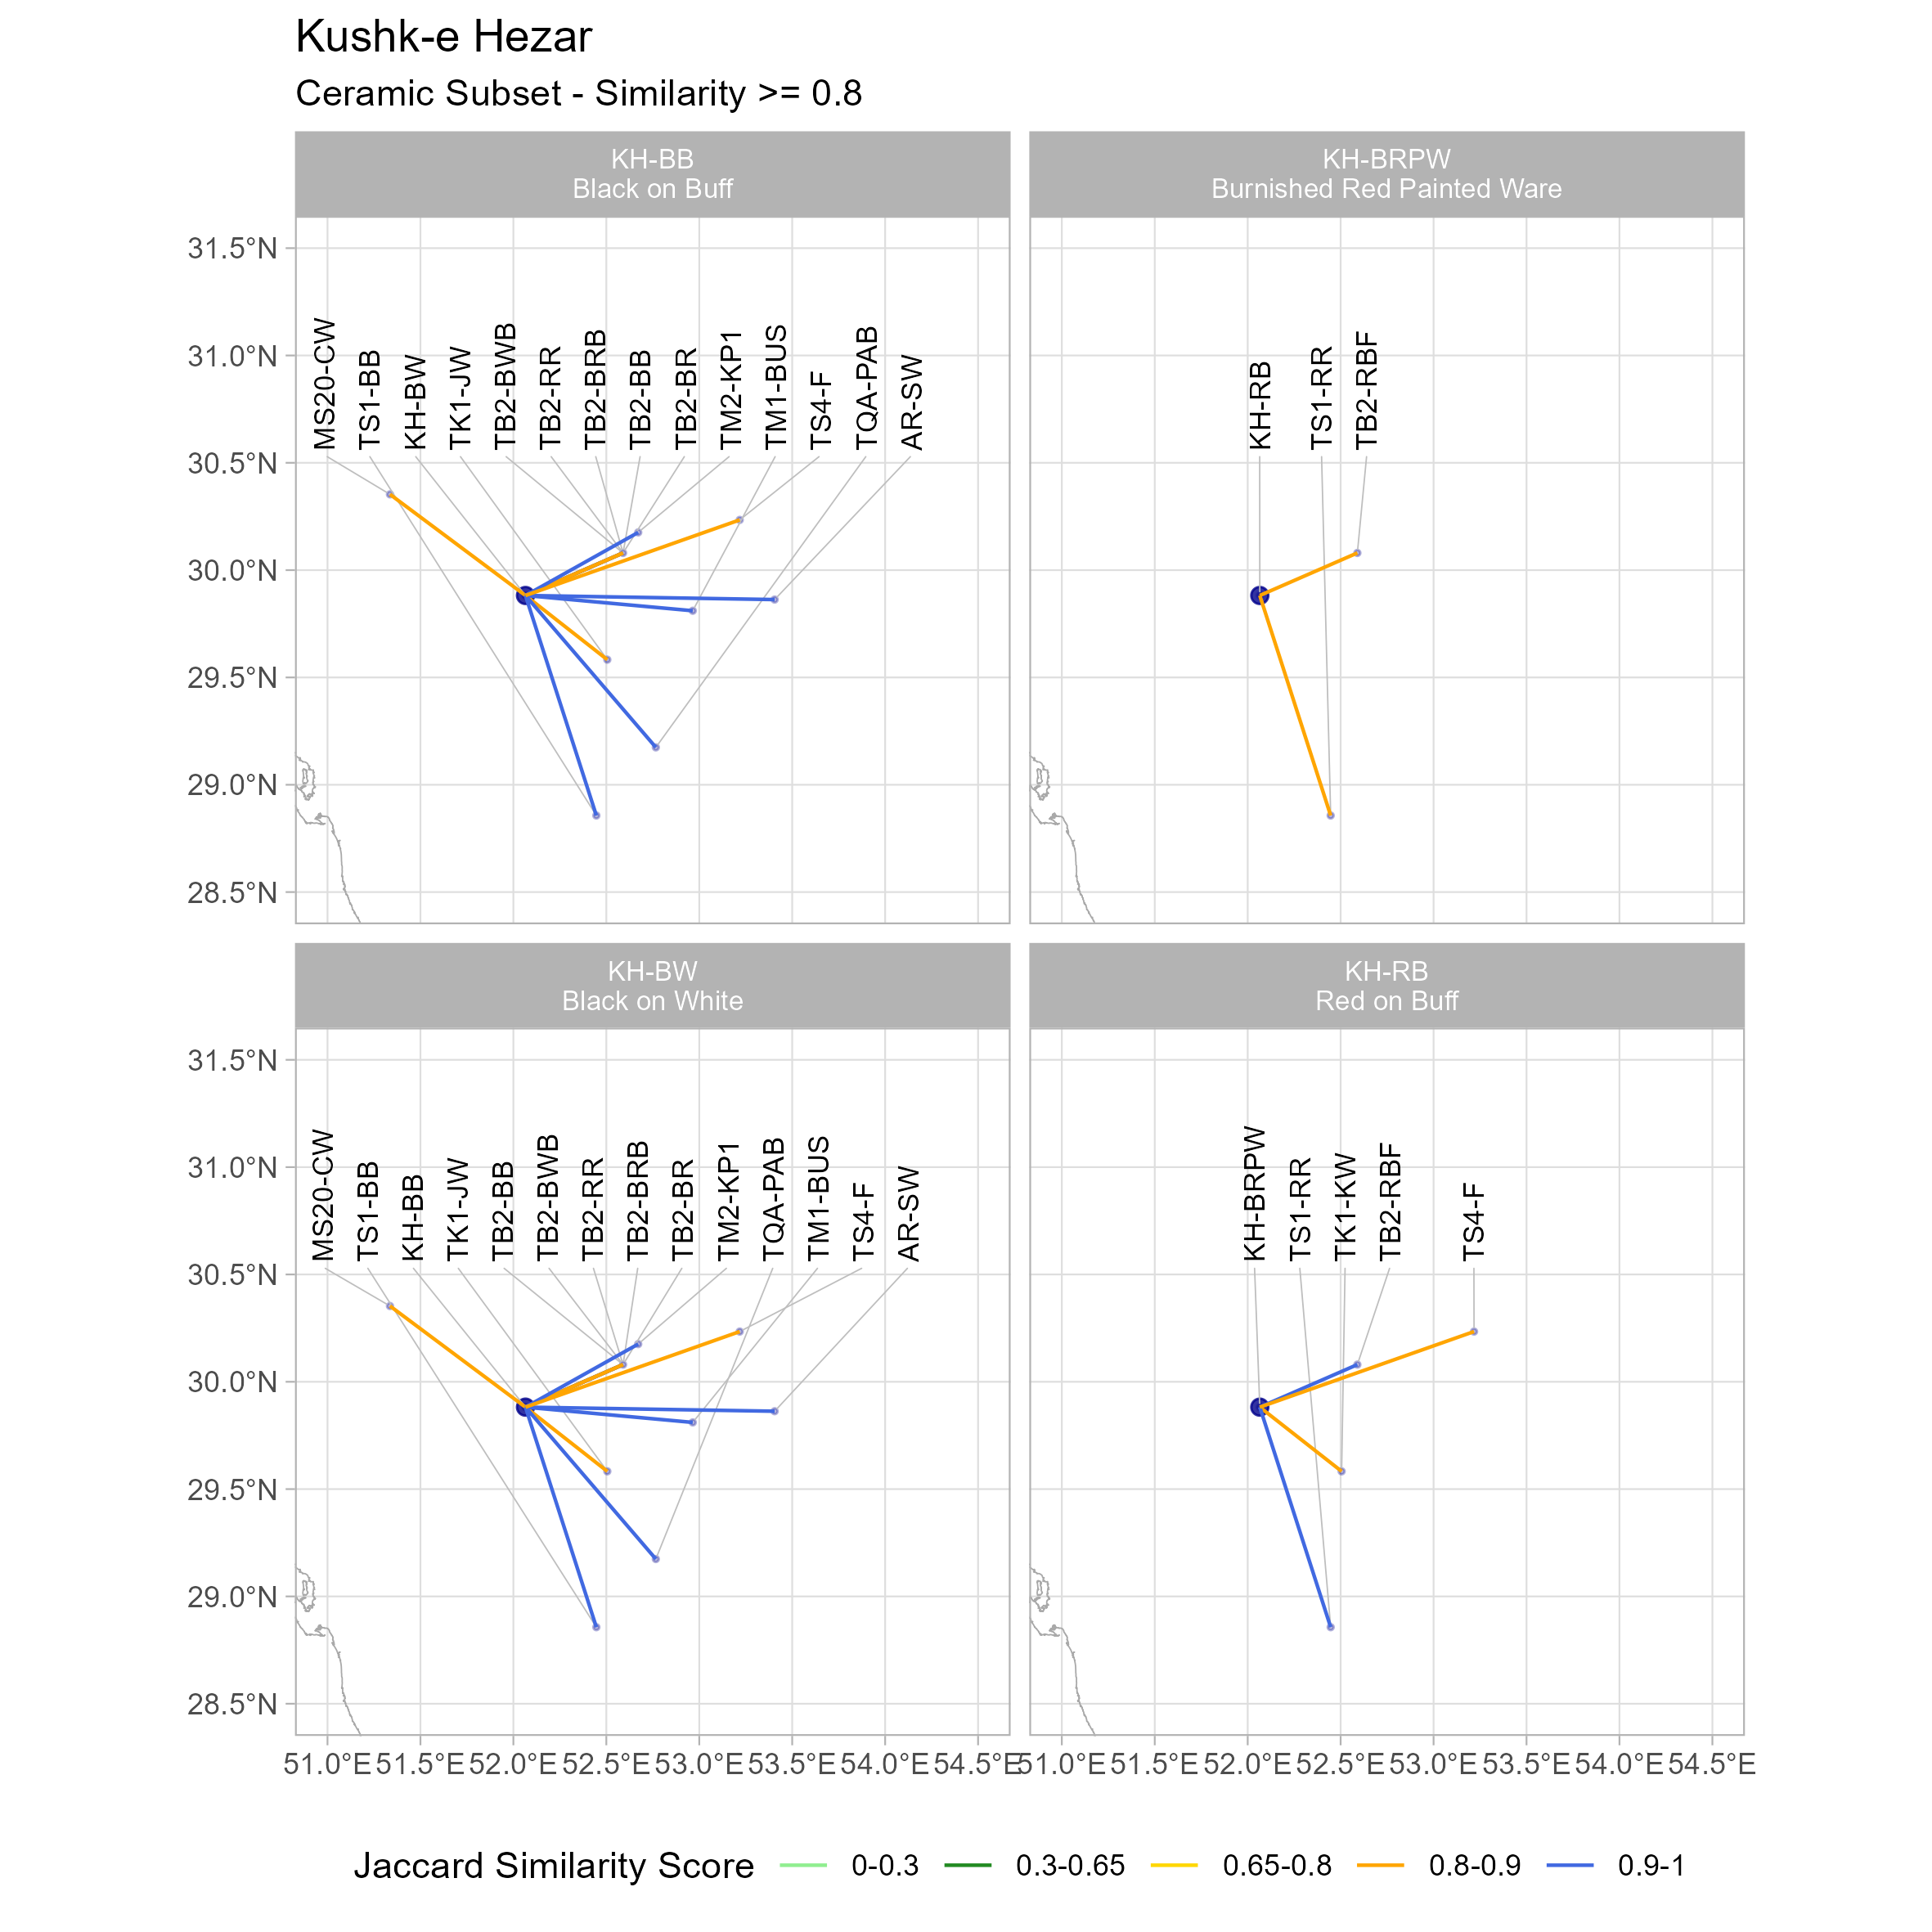 Kushk-e Hezar
Ceramic Subset - Similarity >= 0.8
KH-BB
Black on Buff
KH-BRPW
Burnished Red Painted Ware
31.5°N
31.0°N
30.5°N
30.0°N
29.5°N
29.0°N
28.5°N
MS20-CW
TS1-BB
KH-BW
TK1-JW
TB2-BWB
TB2-RR
TB2-BRB
TB2-BB
TB2-BR
TM2-KP1
TM1-BUS
TS4-F
TQA-PAB
AR-SW
KH-RB
TS1-RR
TB2-RBF
KH-BW
Black on White
KH-RB
Red on Buff
31.5°N
31.0°N
30.5°N
30.0°N
29.5°N
29.0°N
28.5°N
MS20-CW
TS1-BB
KH-BB
TK1-JW
TB2-BB
TB2-BWB
TB2-RR
TB2-BRB
TB2-BR
TM2-KP1
TQA-PAB
TM1-BUS
TS4-F
AR-SW
KH-BRPW
TS1-RR
TK1-KW
TB2-RBF
TS4-F
51.0°E 51.5°E 52.0°E 52.5°E 53.0°E 53.5°E 54.0°E 54.5°E
51.0°E 51.5°E 52.0°E 52.5°E 53.0°E 53.5°E 54.0°E 54.5°E
Jaccard Similarity Score 0-0.3 0.3-0.65 0.65-0.8 0.8-0.9 0.9-1